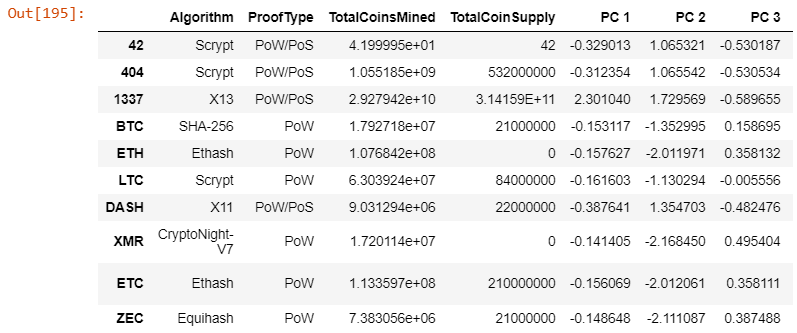 Out[195]:
Algorithm ProofType TotalCoinsMined TotalCoinSupply PC 1 PC 2 PC 3
42 Scrypt PoW/PoS 4.199995e+01 42 -0.329013 1.065321 -0.530187
404 Scrypt PoW/PoS 1.055185e+09 532000000 -0.312354 1.065542 -0.530534
1337 X13 PoW/PoS 2.927942e+10 3.14159E+11 2.301040 1.729569 -0.589655
BTC SHA-256 PoW 1.792718e+07 21000000 -0.153117 -1.352995 0.158695
ETH Ethash PoW 1.076842e+08 0 -0.157627 -2.011971 0.358132
LTC Scrypt PoW 6.303924e+07 84000000 -0.161603 -1.130294 -0.005556
DASH X11 PoW/PoS 9.031294e+06 22000000 -0.387641 1.354703 -0.482476
XMR CryptoNight-V7 PoW 1.720114e+07 0 -0.141405 -2.168450 0.495404
ETC Ethash PoW 1.133597e+08 210000000 -0.156069 -2.012061 0.358111
ZEC Equihash PoW 7.383056e+06 21000000 -0.148648 -2.111087 0.387488